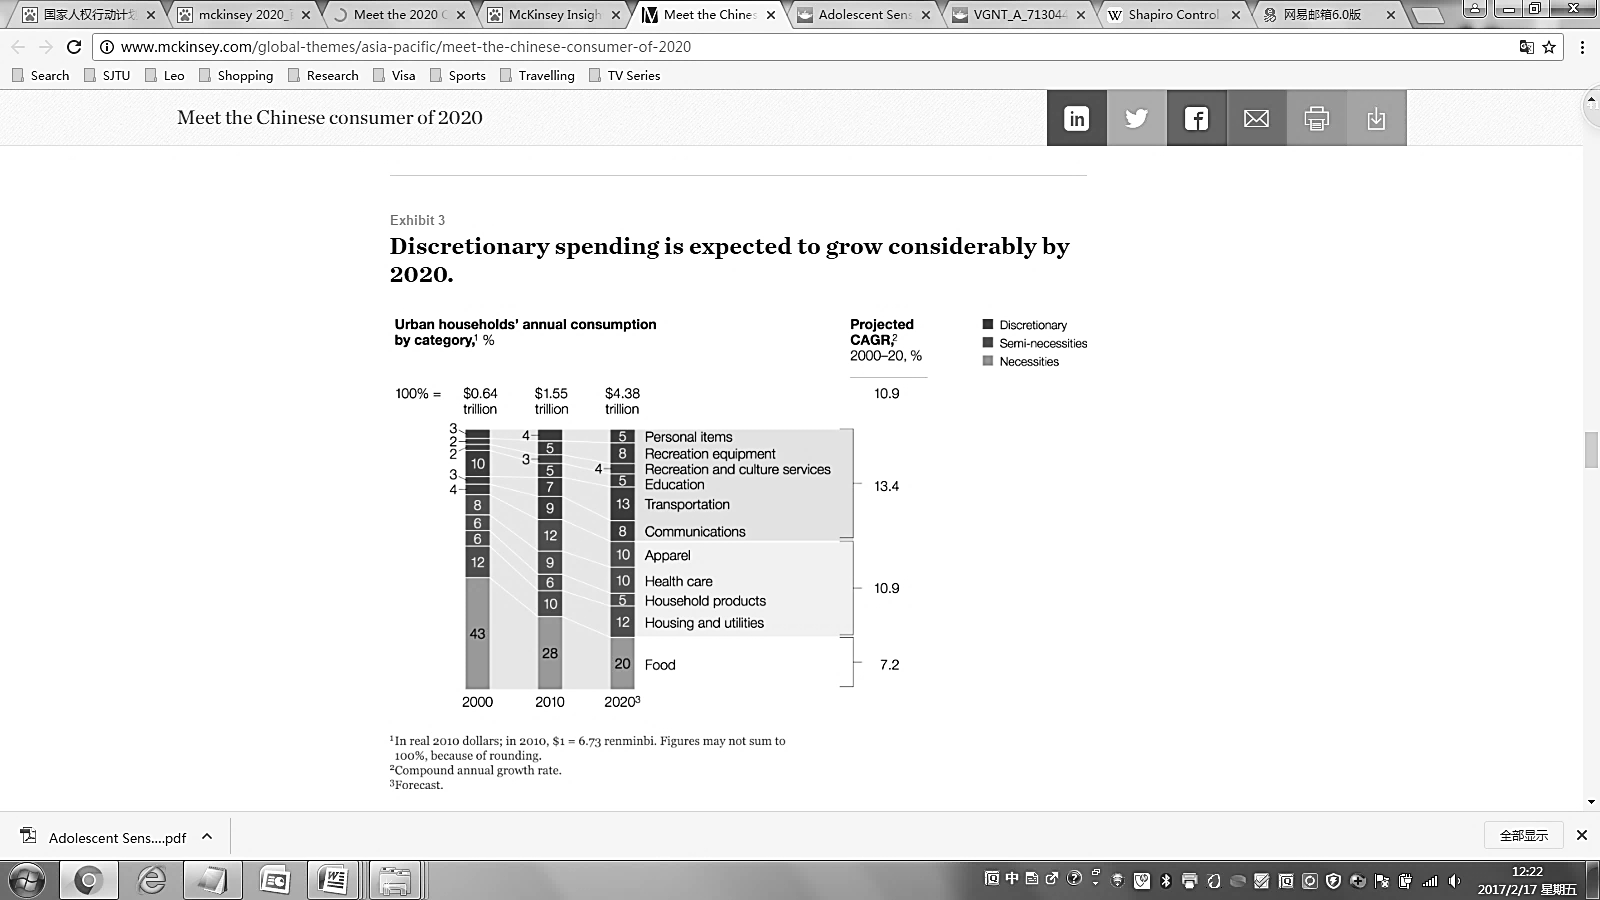 国家人权行动计划
mckinsey 2020_
Meet the 2020 C
McKinsey Insigh
Meet the Chines
Adolescent Sens
VGNT_A_713044
Shapiro Control
网易邮箱6.0版
www.mckinsey.com/global-themes/asia-pacific/meet-the-chinese-consumer-of-2020
Search SJTU Leo Shopping Research Visa Sports Travelling TV Series
Meet the Chinese consumer of 2020
Exhibit 3
Discretionary spending is expected to grow considerably by
2020.
Urban households' annual consumption
by category,¹ %
Projected
CAGR,²
2000–20, %
Discretionary
Semi-necessities
Necessities
100% = $0.64 $1.55 $4.38 10.9
trillion trillion trillion
3 4 5 Personal items
2 5 8 Recreation equipment
2 3 4 Recreation and culture services
10 5 5 Education
3 7 13 Transportation
4 9 8 Communications
13.4
8 12 10 Apparel
6 9 10 Health care
6 6 5 Household products
12 10 12 Housing and utilities
10.9
43 28 20 Food 7.2
2000 2010 2020³
¹In real 2010 dollars; in 2010, $1 = 6.73 renminbi. Figures may not sum to
100%, because of rounding.
²Compound annual growth rate.
³Forecast.
Adolescent Sens....pdf
全部显示
中
12:22
2017/2/17 星期五